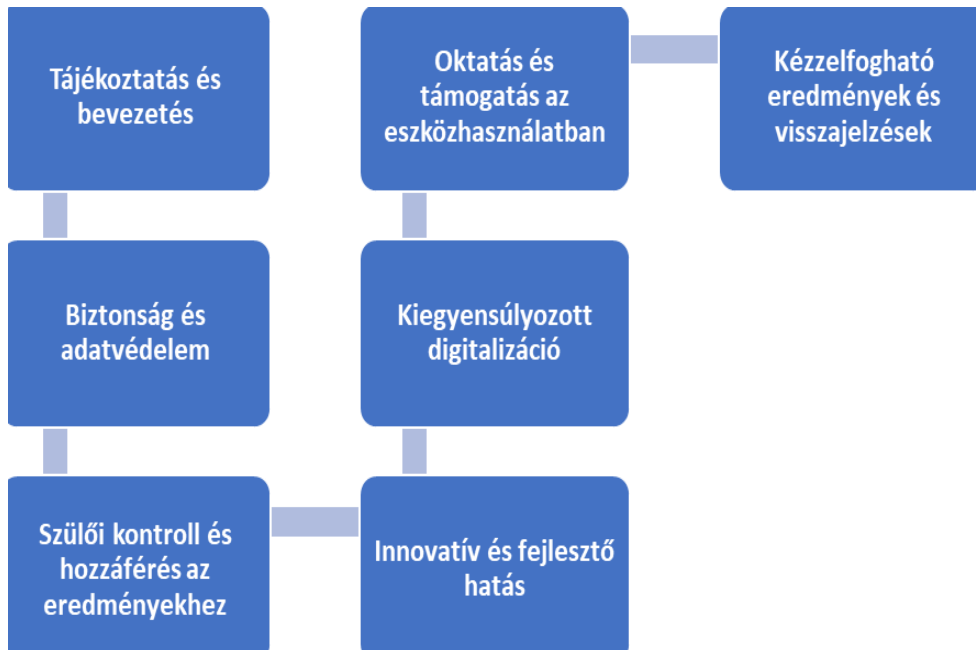 Tájékoztatás és
bevezetés
Biztonság és
adatvédelem
Szülői kontroll és
hozzáférés az
eredményekhez
Innovatív és fejlesztő
hatás
Kiegyensúlyozott
digitalizáció
Oktatás és
támogatás az
eszközhasználatban
Kézzelfogható
eredmények és
visszajelzések